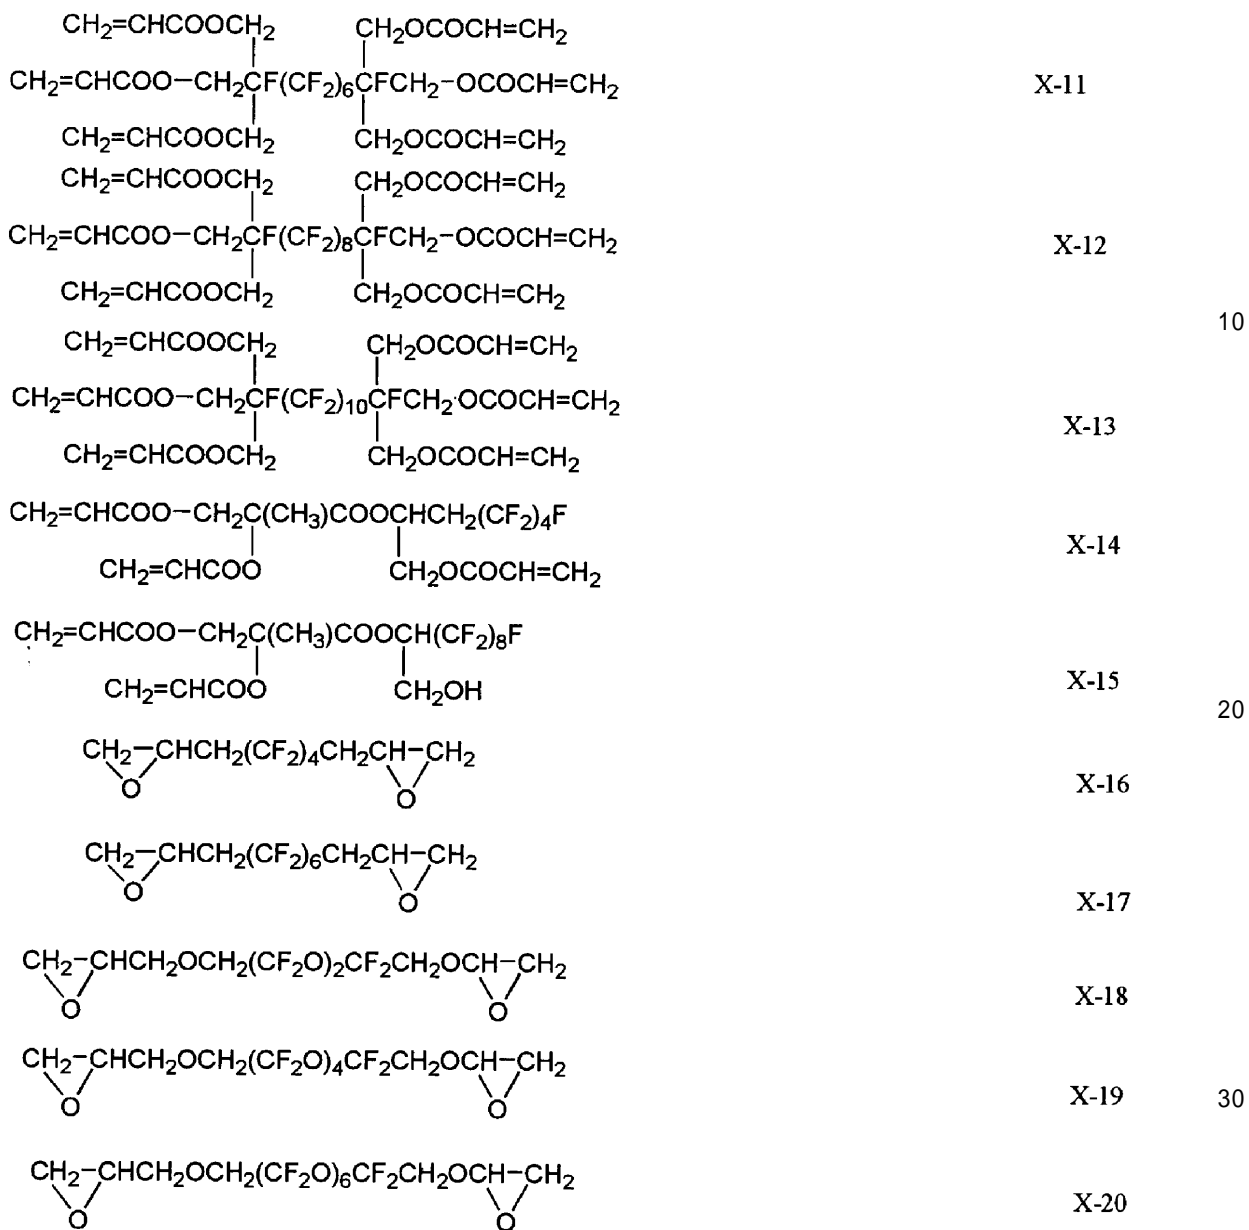 CH2=CHCOOCH2 CH2OCOCH=CH2
CH2=CHCOO-CH2CF(CF2)6CFCH2-OCOCH=CH2 X-11
CH2=CHCOOCH2 CH2OCOCH=CH2
CH2=CHCOOCH2 CH2OCOCH=CH2
CH2=CHCOO-CH2CF(CF2)8CFCH2-OCOCH=CH2 X-12
CH2=CHCOOCH2 CH2OCOCH=CH2
10
CH2=CHCOOCH2 CH2OCOCH=CH2
CH2=CHCOO-CH2CF(CF2)10CFCH2-OCOCH=CH2
X-13
CH2=CHCOOCH2 CH2OCOCH=CH2
CH2=CHCOO-CH2C(CH3)COOCHCH2(CF2)4F
X-14
CH2=CHCOO CH2OCOCH=CH2
CH2=CHCOO-CH2C(CH3)COOCH(CF2)8F
CH2=CHCOO CH2OH X-15
20
CH2-CHCH2(CF2)4CH2CH-CH2
O O X-16
CH2-CHCH2(CF2)6CH2CH-CH2
O O X-17
CH2-CHCH2OCH2(CF2O)2CF2CH2OCH-CH2
O O X-18
CH2-CHCH2OCH2(CF2O)4CF2CH2OCH-CH2
O O X-19 30
CH2-CHCH2OCH2(CF2O)6CF2CH2OCH-CH2
O O X-20